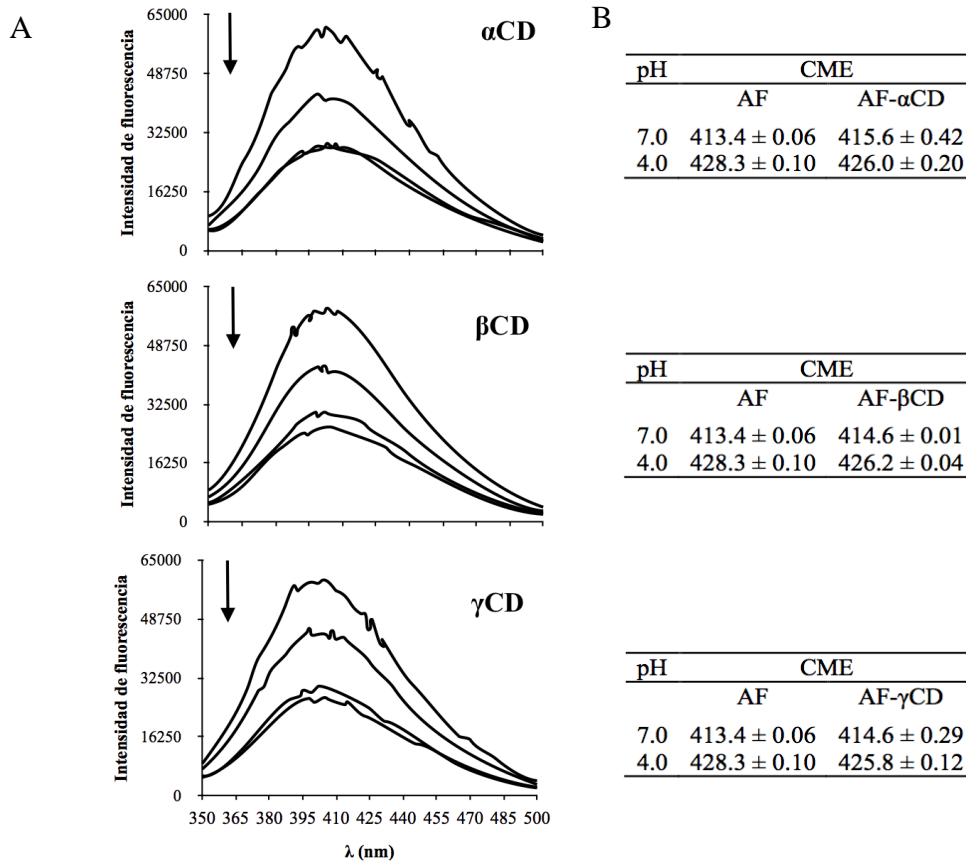 A
B
αCD
65000
48750
32500
16250
0
Intensidad de fluorescencia
pH CME
AF AF-αCD
7.0 413.4 ± 0.06 415.6 ± 0.42
4.0 428.3 ± 0.10 426.0 ± 0.20
βCD
65000
48750
32500
16250
0
Intensidad de fluorescencia
pH CME
AF AF-βCD
7.0 413.4 ± 0.06 414.6 ± 0.01
4.0 428.3 ± 0.10 426.2 ± 0.04
γCD
65000
48750
32500
16250
0
Intensidad de fluorescencia
350 365 380 395 410 425 440 455 470 485 500
λ (nm)
pH CME
AF AF-γCD
7.0 413.4 ± 0.06 414.6 ± 0.29
4.0 428.3 ± 0.10 425.8 ± 0.12